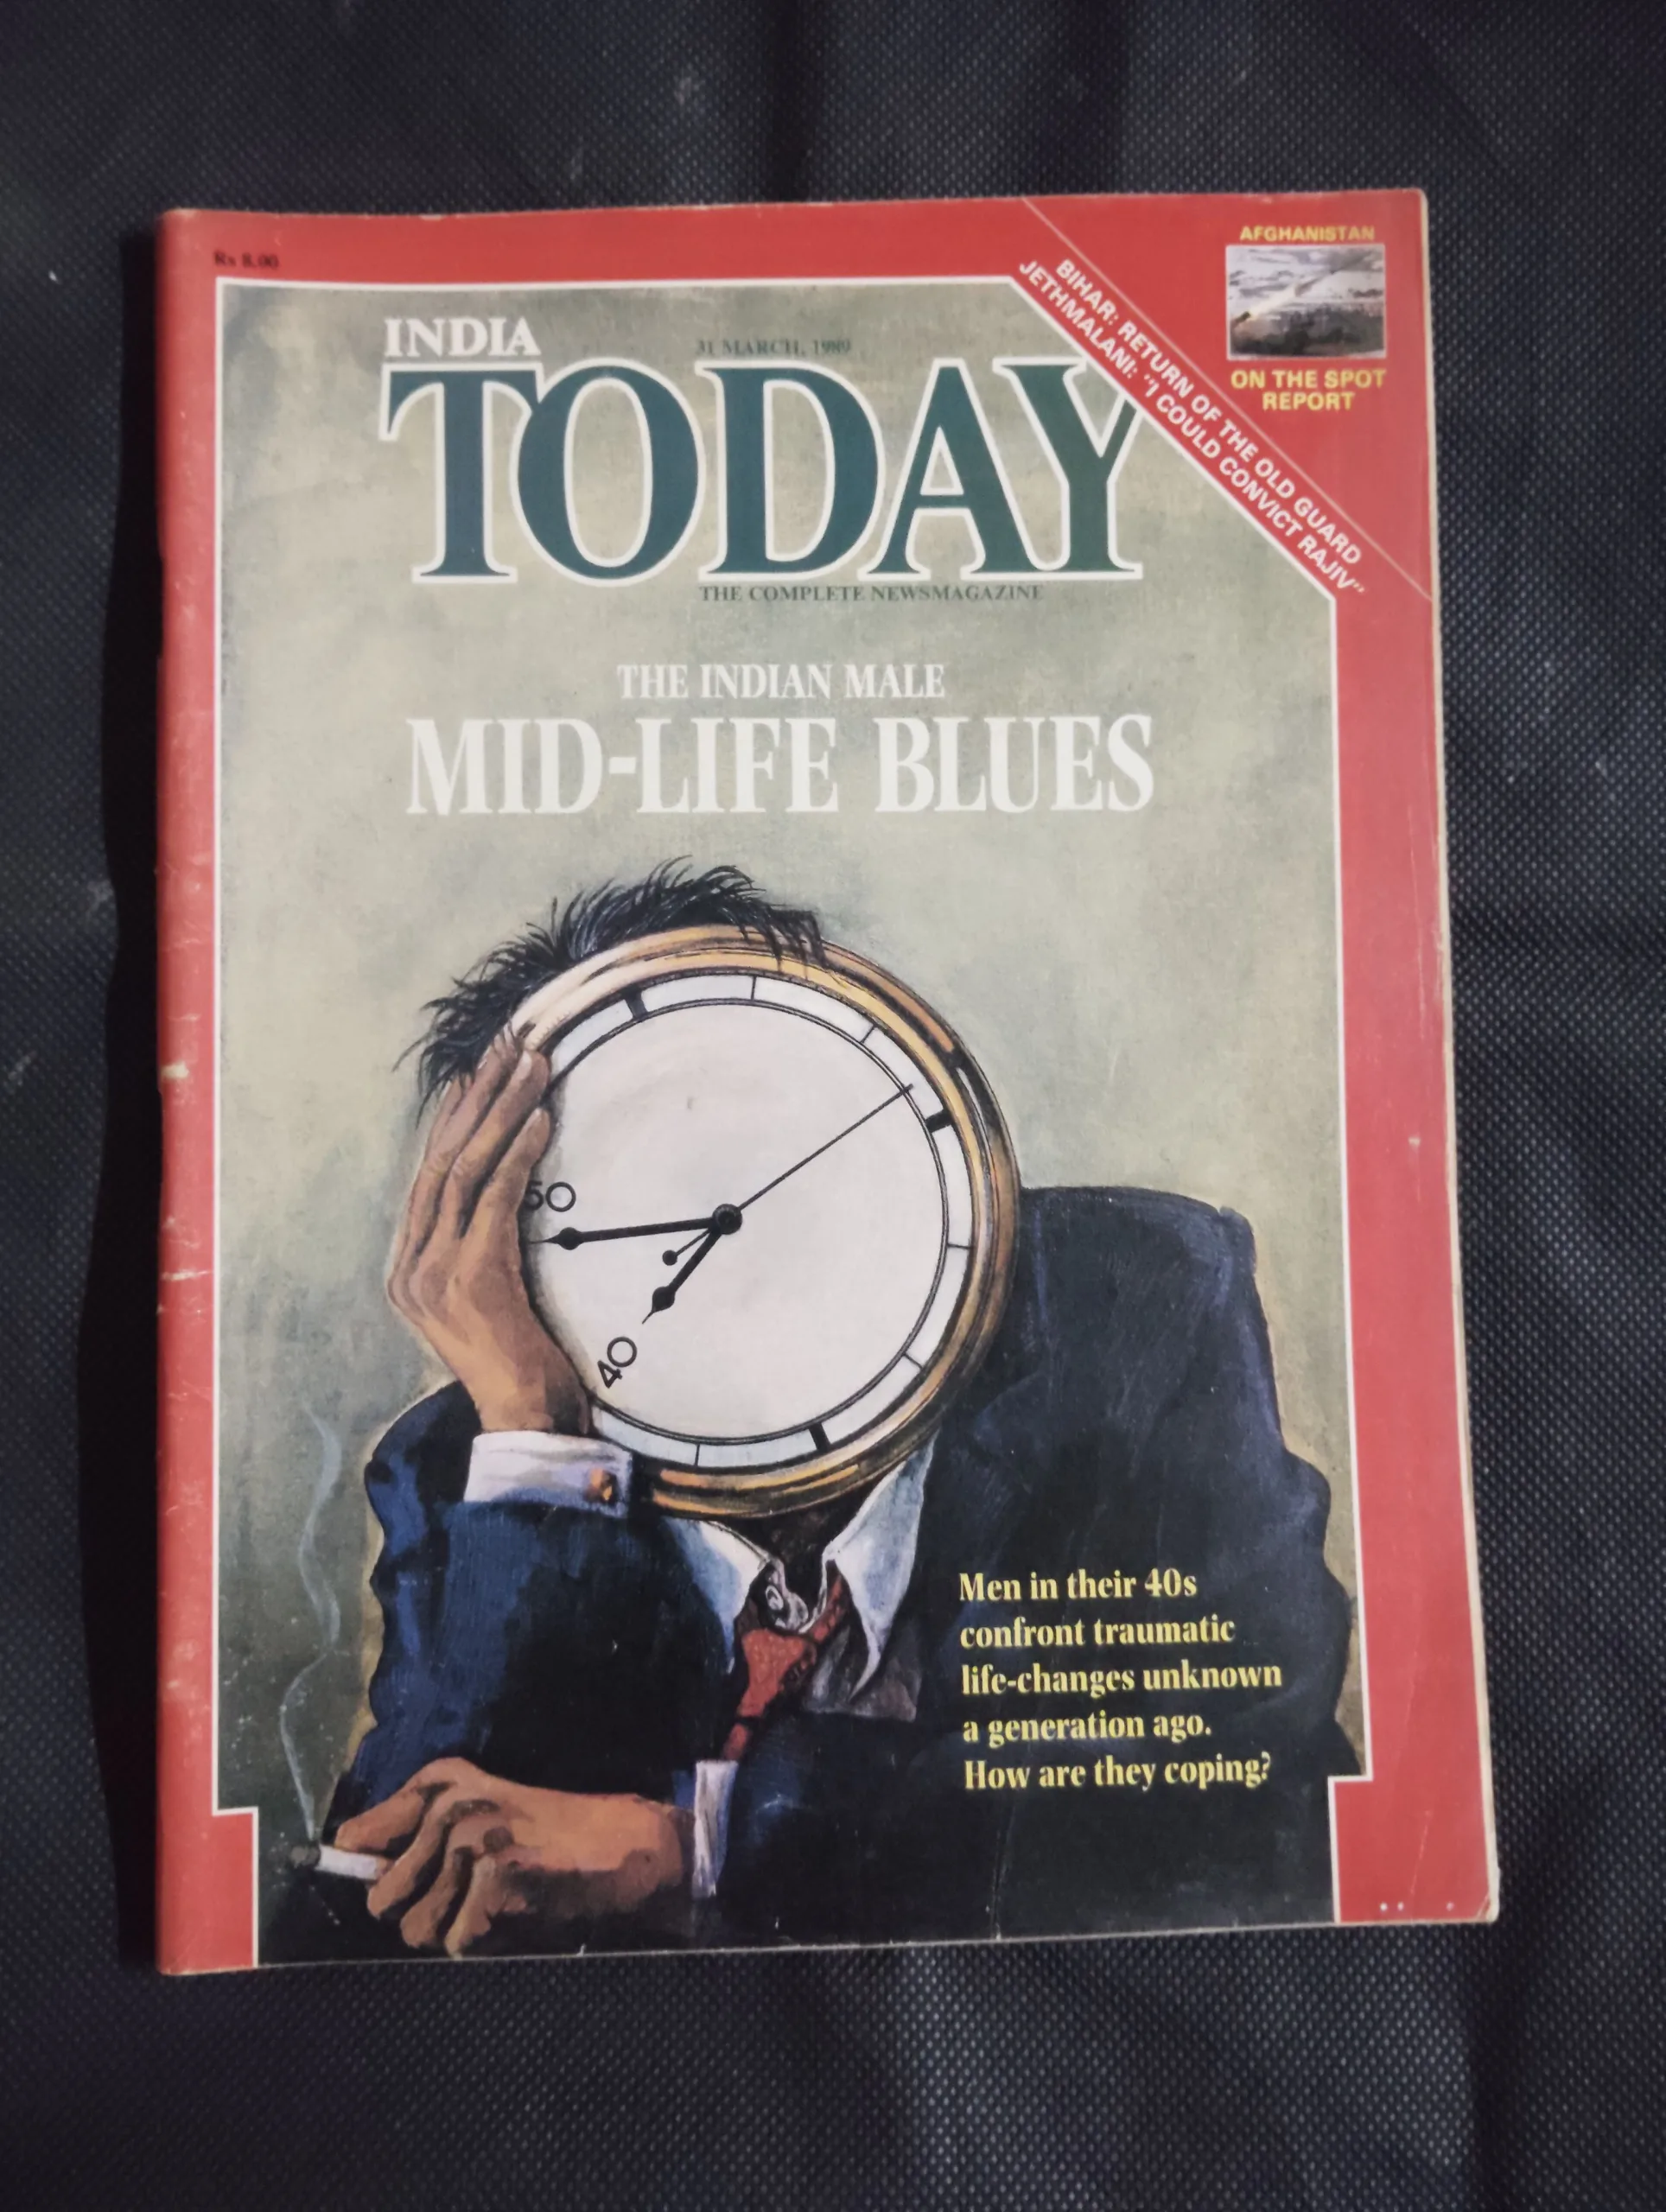 Rs 8.00
AFGHANISTAN
ON THE SPOT
REPORT
BIHAR: RETURN OF THE OLD GUARD
JETHMALANI: "I COULD CONVICT RAJIV"
INDIA
31 MARCH, 1989
TODAY
THE COMPLETE NEWSMAGAZINE
THE INDIAN MALE
MID-LIFE BLUES
50
40
Men in their 40s
confront traumatic
life-changes unknown
a generation ago.
How are they coping?